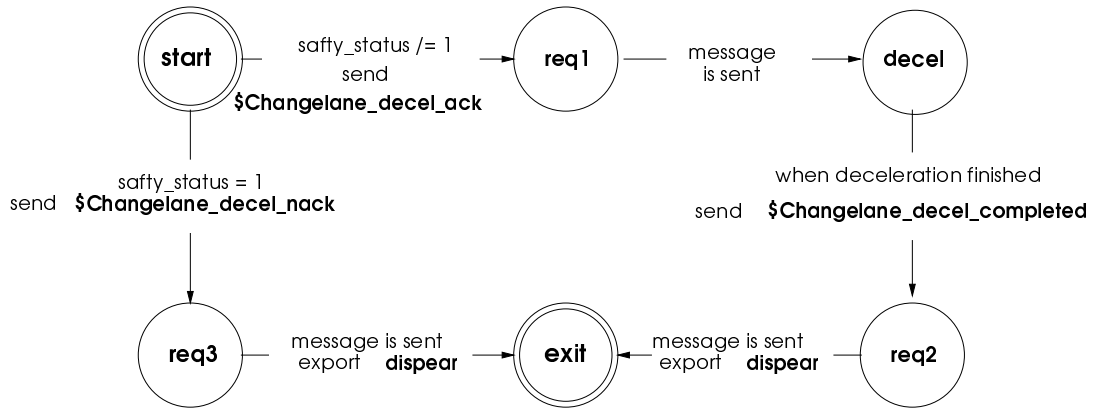 start
safty_status /= 1
send
$Changelane_decel_ack
req1
message
is sent
decel
safty_status = 1
send $Changelane_decel_nack
when deceleration finished
send $Changelane_decel_completed
req3
message is sent
export dispear
exit
message is sent
export dispear
req2